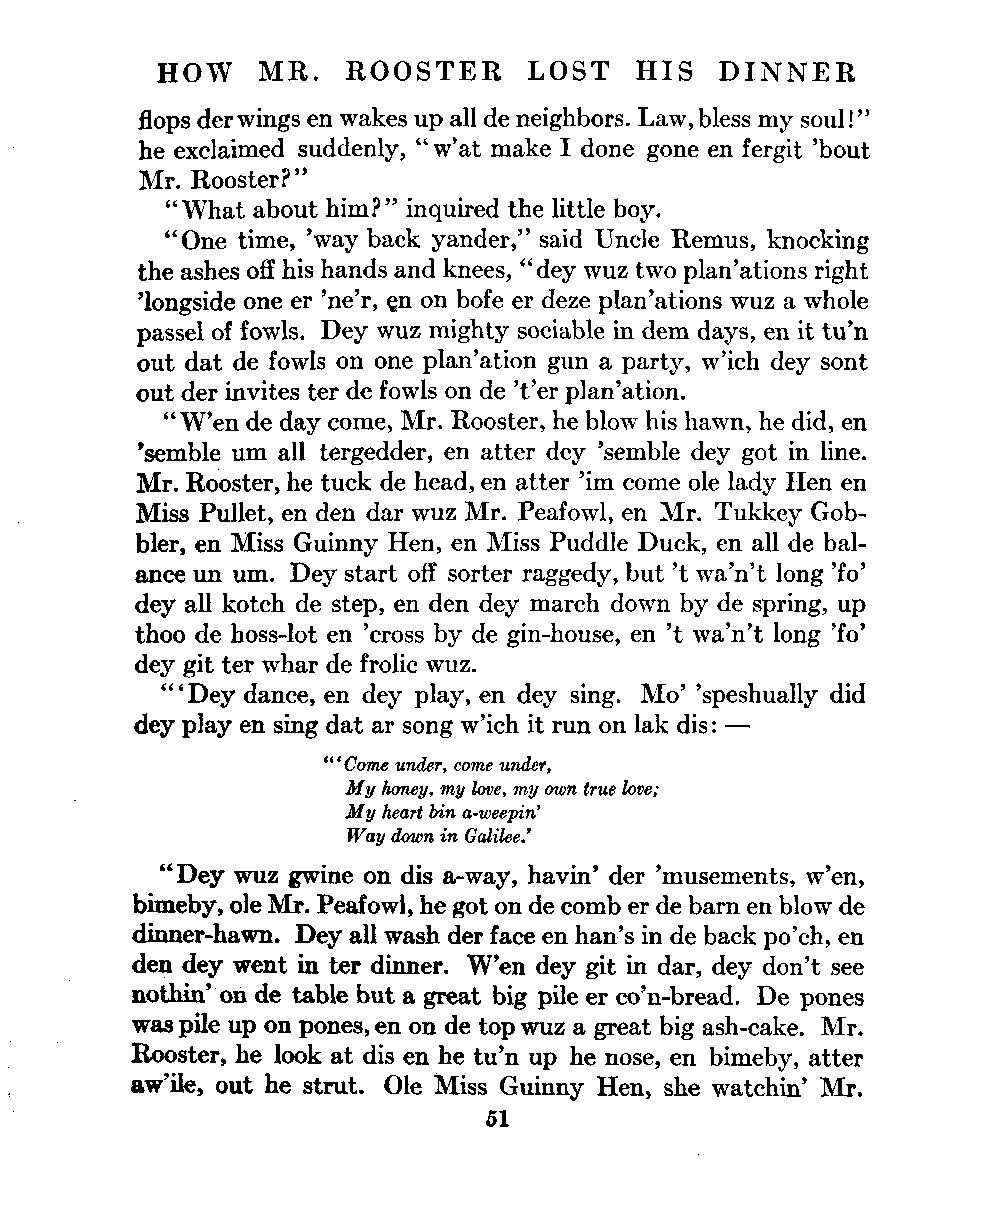 HOW MR. ROOSTER LOST HIS DINNER
flops der wings en wakes up all de neighbors. Law, bless my soul!”
he exclaimed suddenly, “w’at make I done gone en fergit ’bout
Mr. Rooster?”
“What about him?” inquired the little boy.
“One time, ’way back yander,” said Uncle Remus, knocking
the ashes off his hands and knees, “dey wuz two plan’ations right
’longside one er ’ne’r, en on bofe er deze plan’ations wuz a whole
passel of fowls. Dey wuz mighty sociable in dem days, en it tu’n
out dat de fowls on one plan’ation gun a party, w’ich dey sont
out der invites ter de fowls on de ’t’er plan’ation.
“W’en de day come, Mr. Rooster, he blow his hawn, he did, en
’semble um all tergedder, en atter dey ’semble dey got in line.
Mr. Rooster, he tuck de head, en atter ’im come ole lady Hen en
Miss Pullet, en den dar wuz Mr. Peafowl, en Mr. Tukkey Gob-
bler, en Miss Guinny Hen, en Miss Puddle Duck, en all de bal-
ance un um. Dey start off sorter raggedy, but ’t wa’n’t long ’fo’
dey all kotch de step, en den dey march down by de spring, up
thoo de hoss-lot en ’cross by de gin-house, en ’t wa’n’t long ’fo’
dey git ter whar de frolic wuz.
“‘Dey dance, en dey play, en dey sing. Mo’ ’speshually did
dey play en sing dat ar song w’ich it run on lak dis: —
“‘Come under, come under,
My honey, my love, my own true love;
My heart bin a-weepin’
Way down in Galilee.’
“Dey wuz gwine on dis a-way, havin’ der ’musements, w’en,
bimeby, ole Mr. Peafowl, he got on de comb er de barn en blow de
dinner-hawn. Dey all wash der face en han’s in de back po’ch, en
den dey went in ter dinner. W’en dey git in dar, dey don’t see
nothin’ on de table but a great big pile er co’n-bread. De pones
was pile up on pones, en on de top wuz a great big ash-cake. Mr.
Rooster, he look at dis en he tu’n up he nose, en bimeby, atter
aw’ile, out he strut. Ole Miss Guinny Hen, she watchin’ Mr.
51